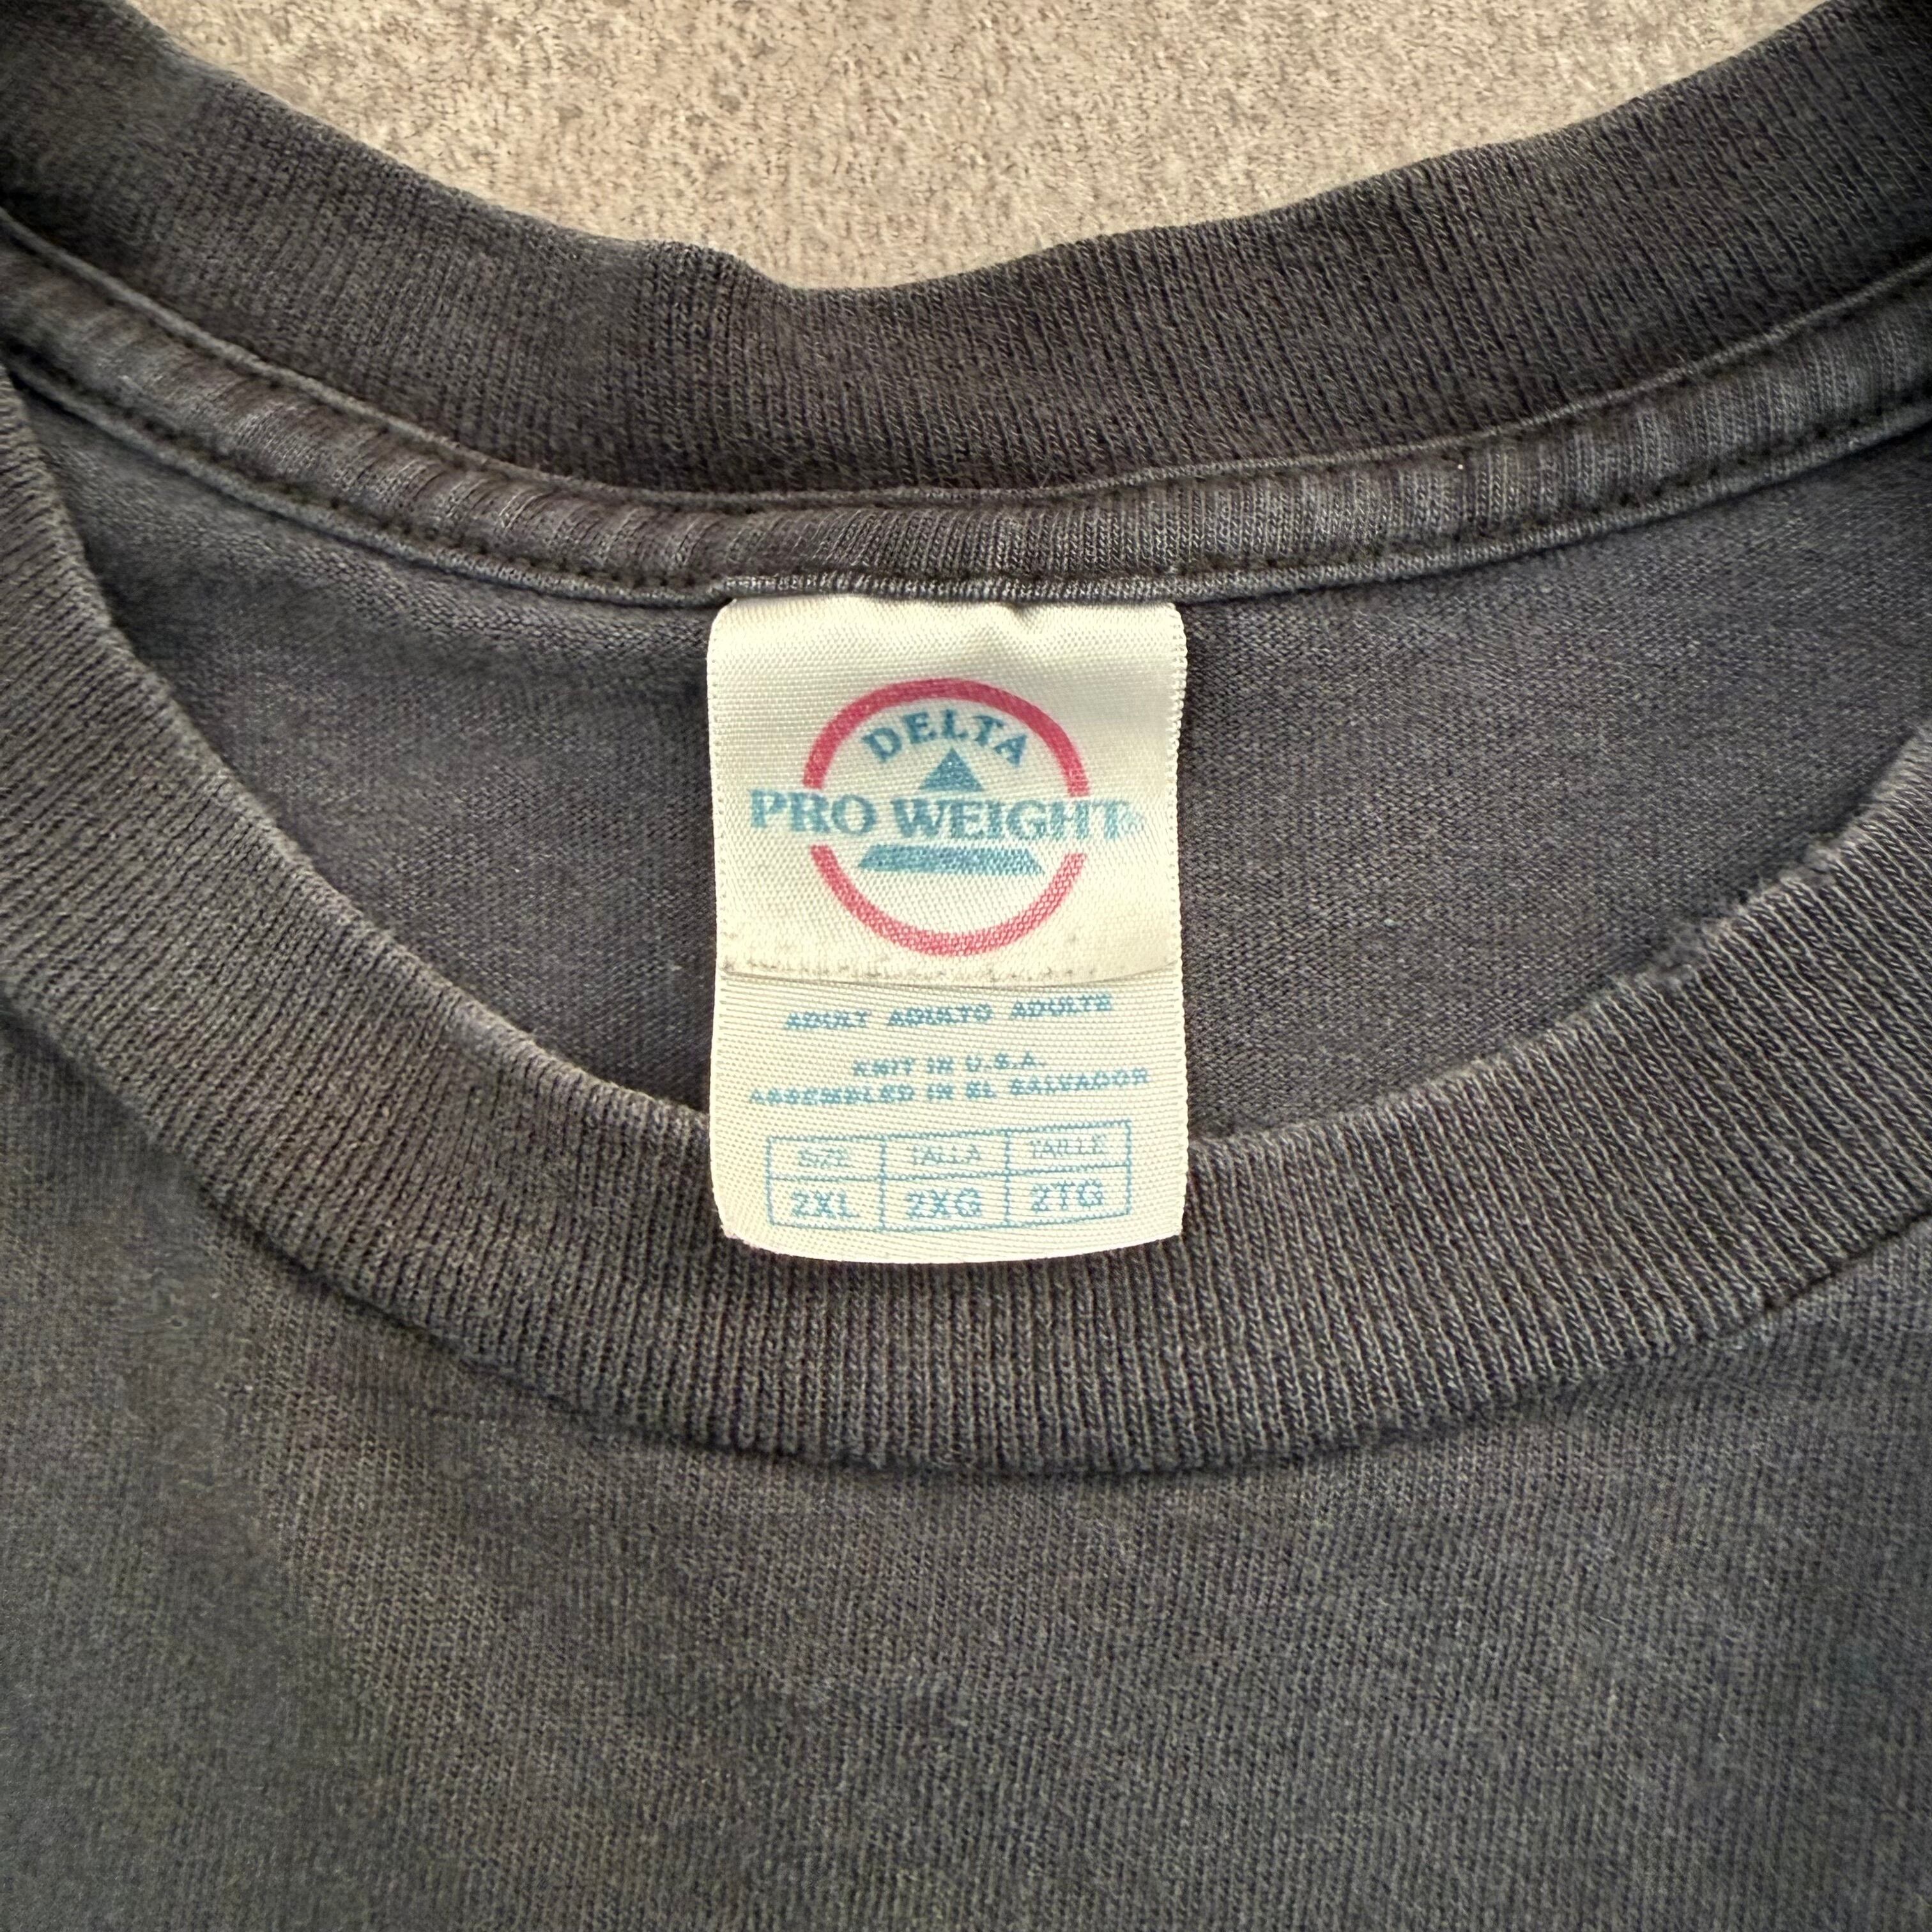 DELTA
PRO WEIGHT®
ADULT ADULTO ADULTE
KNIT IN U.S.A.
ASSEMBLED IN EL SALVADOR
SIZE TALLA TAILLE
2XL 2XG 2TG